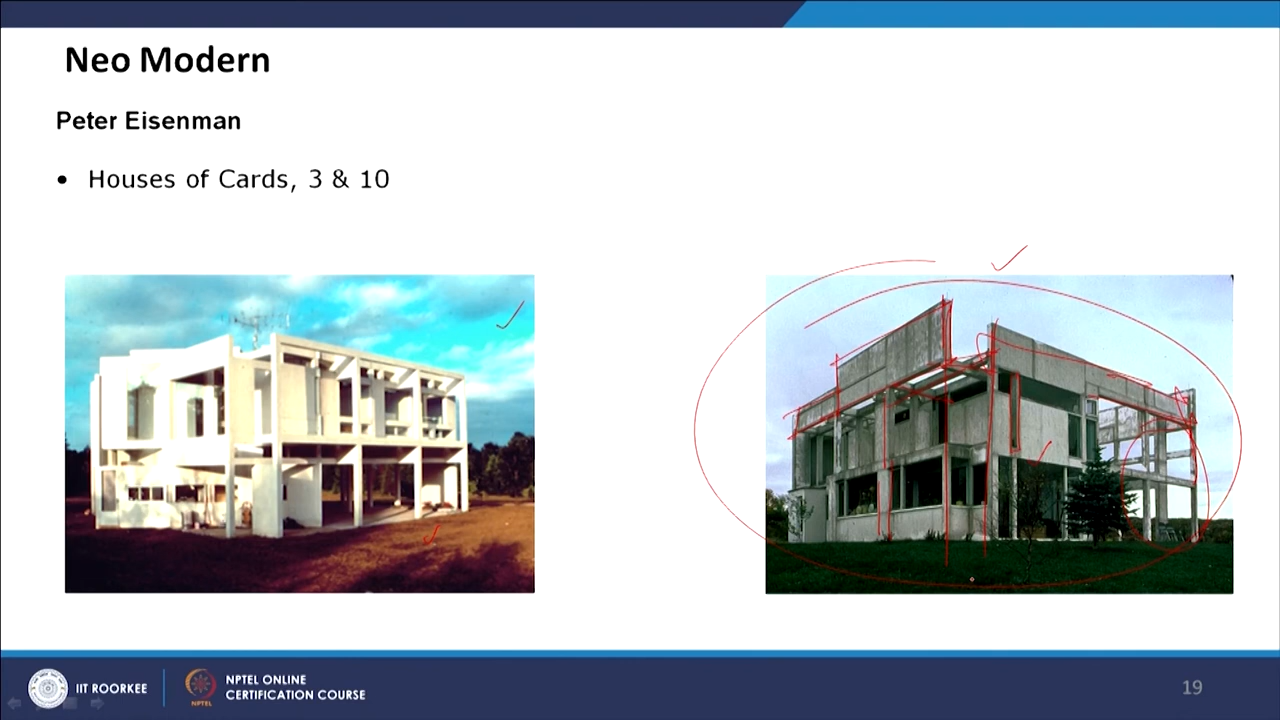 Neo Modern
Peter Eisenman
• Houses of Cards, 3 & 10
IIT ROORKEE
NPTEL
NPTEL ONLINE
CERTIFICATION COURSE
19